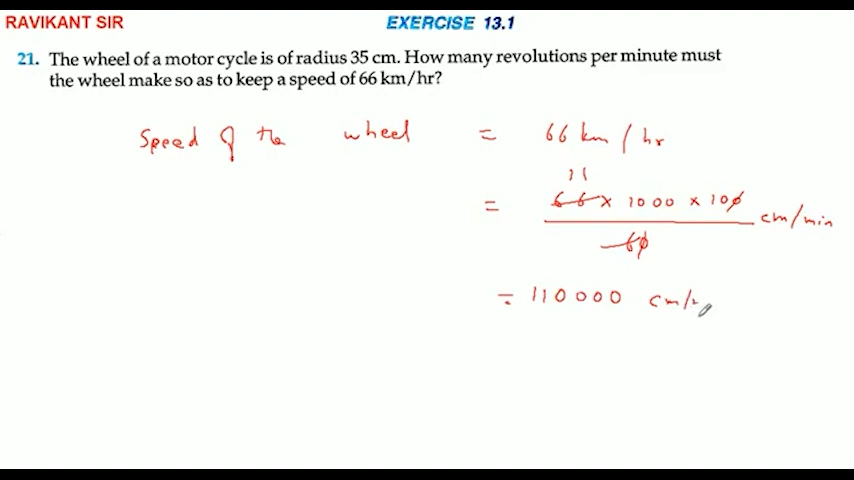 RAVIKANT SIR
EXERCISE 13.1
21. The wheel of a motor cycle is of radius 35 cm. How many revolutions per minute must
the wheel make so as to keep a speed of 66 km/hr?
Speed of the wheel = 66 km/hr
11
= 66 × 1000 × 100
60 cm/min
= 110000 cm/